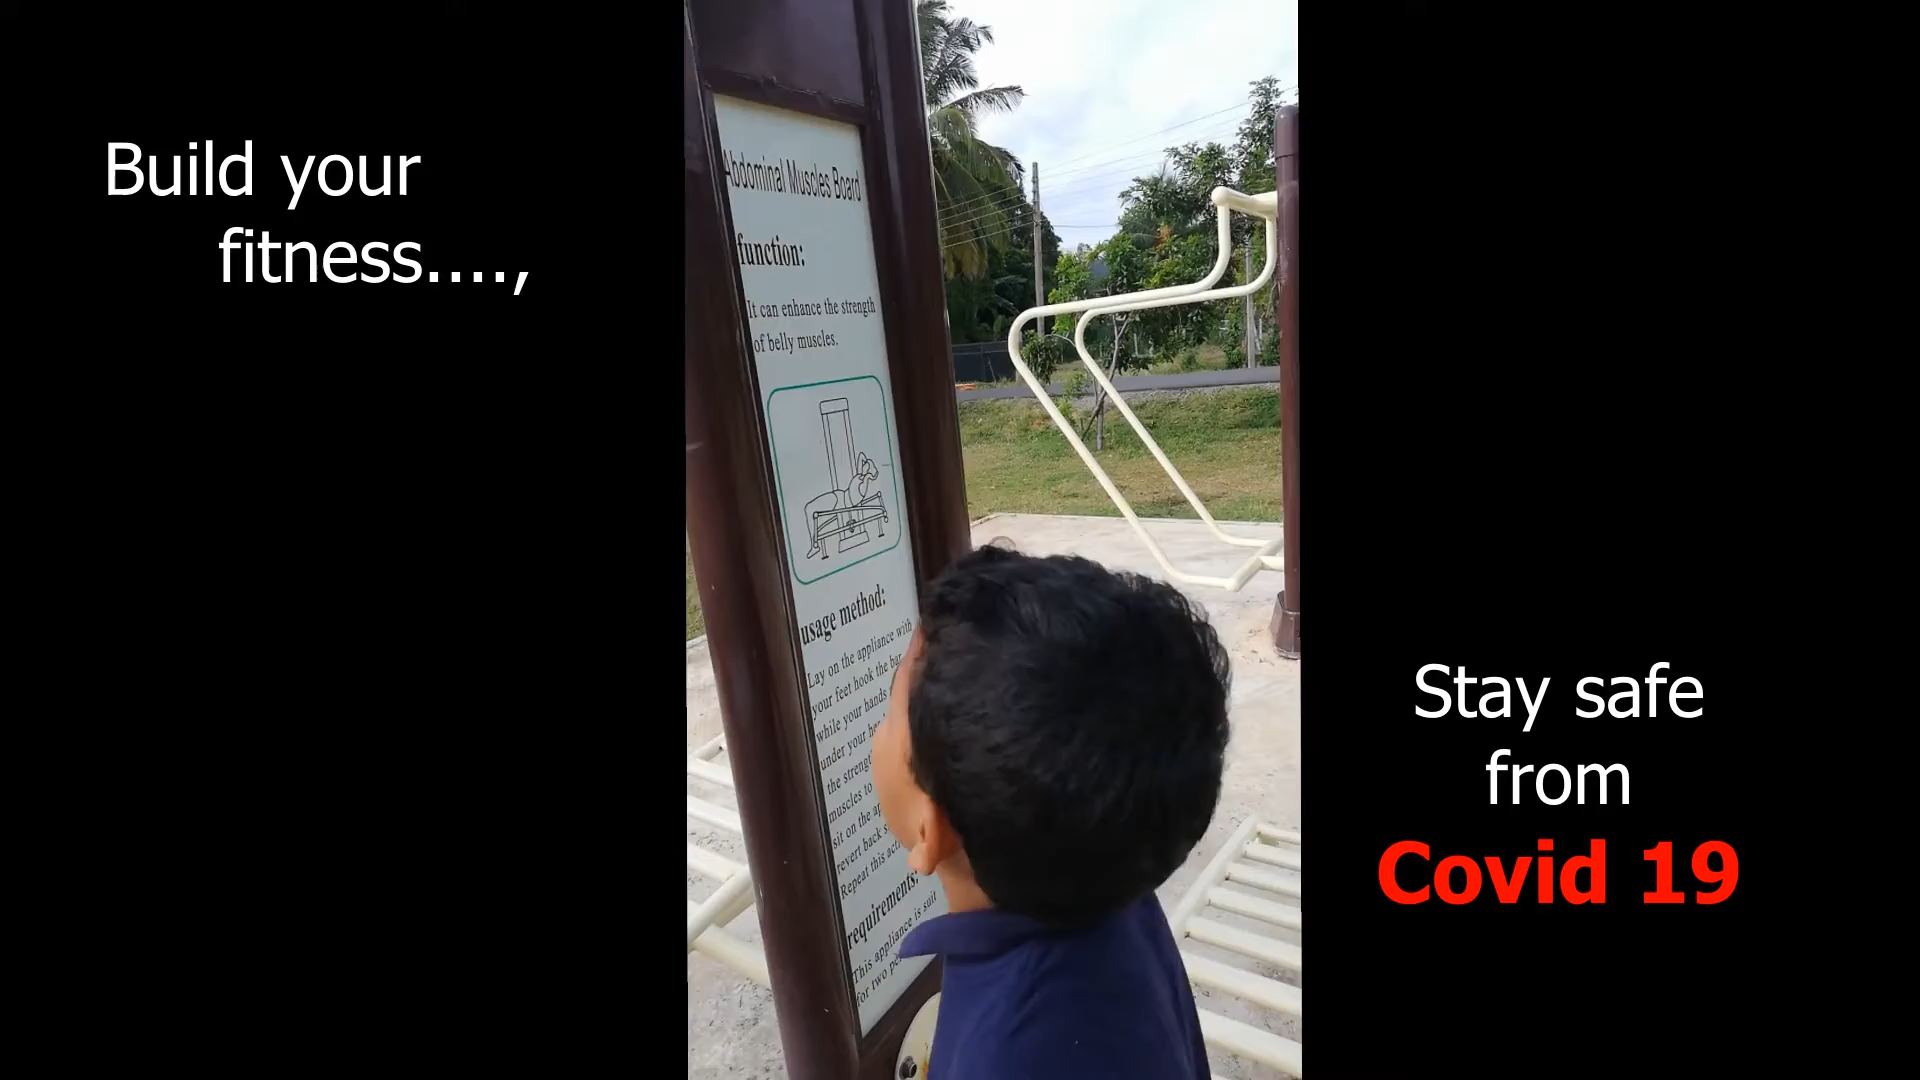 Build your
fitness....,
Abdominal Muscles Board
function:
It can enhance the strength
of belly muscles.
usage method:
Lay on the appliance with
your feet hook the bar
while your hands
under your
the
muscles to
sit on the
revert back
Repeat this
requirements:
This appliance is
for two
Stay safe
from
Covid 19